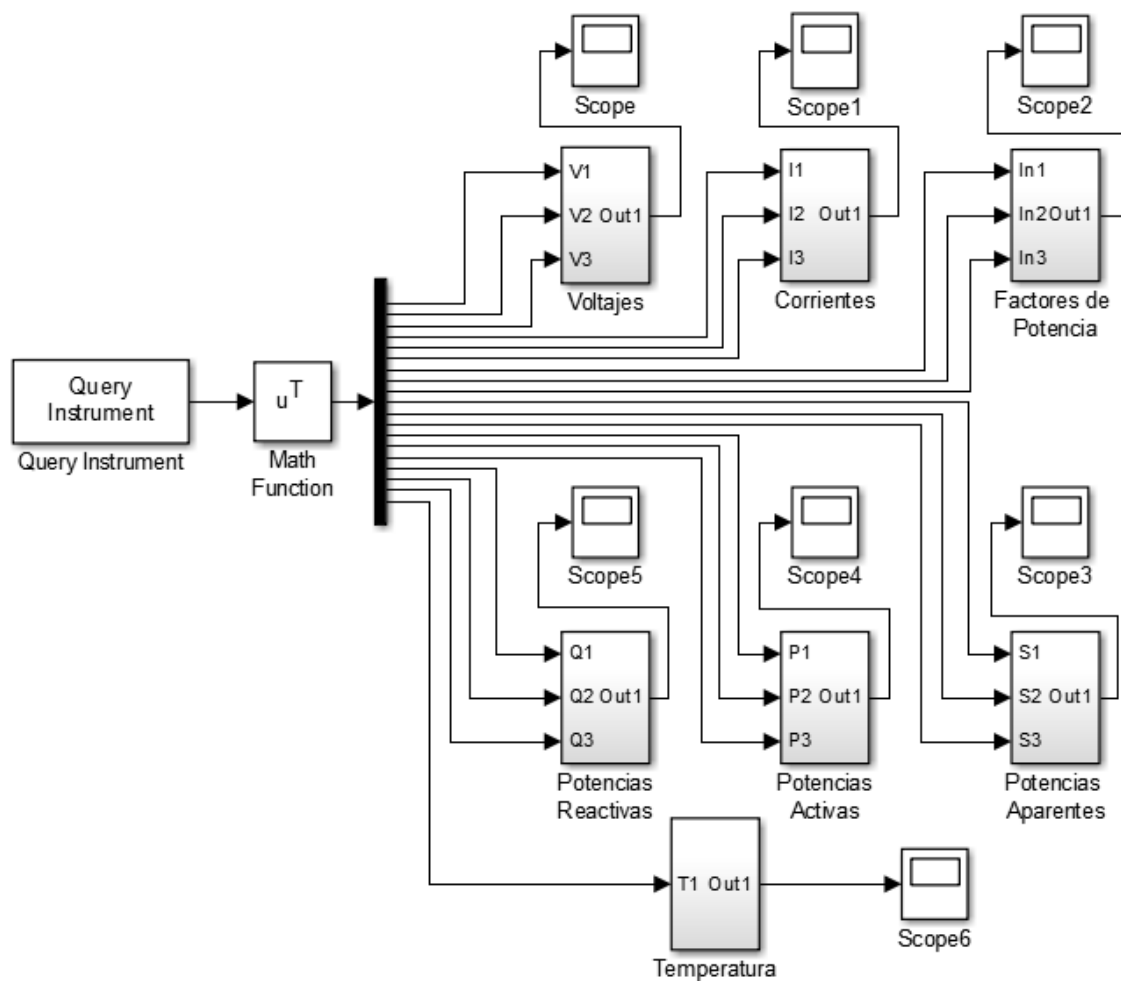 Scope
Scope1
Scope2
V1
V2 Out1
V3
Voltajes
I1
I2 Out1
I3
Corrientes
In1
In2 Out1
In3
Factores de
Potencia
Query
Instrument
Query Instrument
u^T
Math
Function
Scope5
Scope4
Scope3
Q1
Q2 Out1
Q3
Potencias
Reactivas
P1
P2 Out1
P3
Potencias
Activas
S1
S2 Out1
S3
Potencias
Aparentes
T1 Out1
Temperatura
Scope6